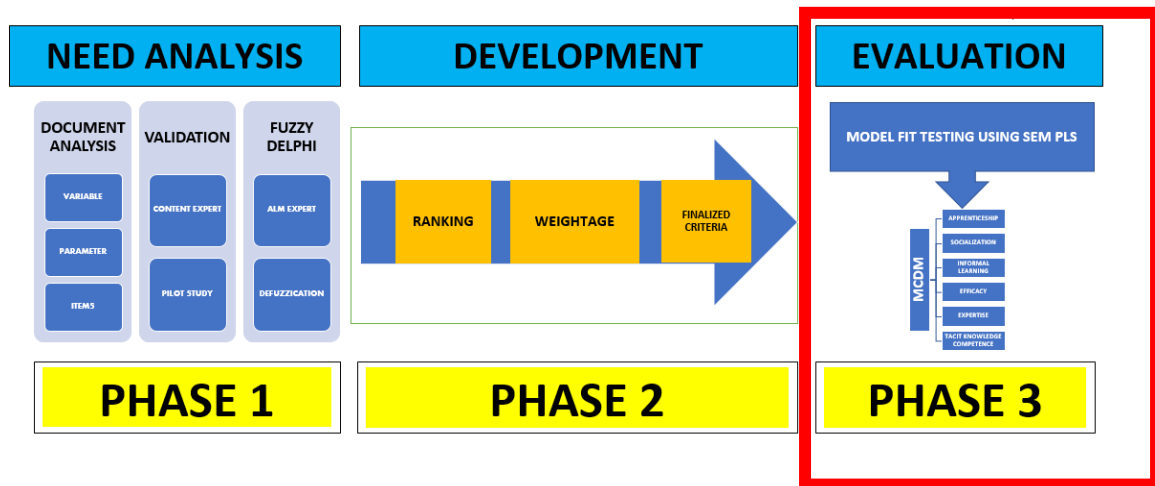 NEED ANALYSIS
DEVELOPMENT
EVALUATION
DOCUMENT
ANALYSIS
VARIABLE
PARAMETER
ITEMS
VALIDATION
CONTENT EXPERT
PILOT STUDY
FUZZY
DELPHI
ALM EXPERT
DEFUZZICATION
RANKING
WEIGHTAGE
FINALIZED
CRITERIA
MODEL FIT TESTING USING SEM PLS
MCDM
APPRENTICESHIP
SOCIALIZATION
INFORMAL
LEARNING
EFFICACY
EXPERTISE
TACIT KNOWLEDGE
COMPETENCE
PHASE 1
PHASE 2
PHASE 3